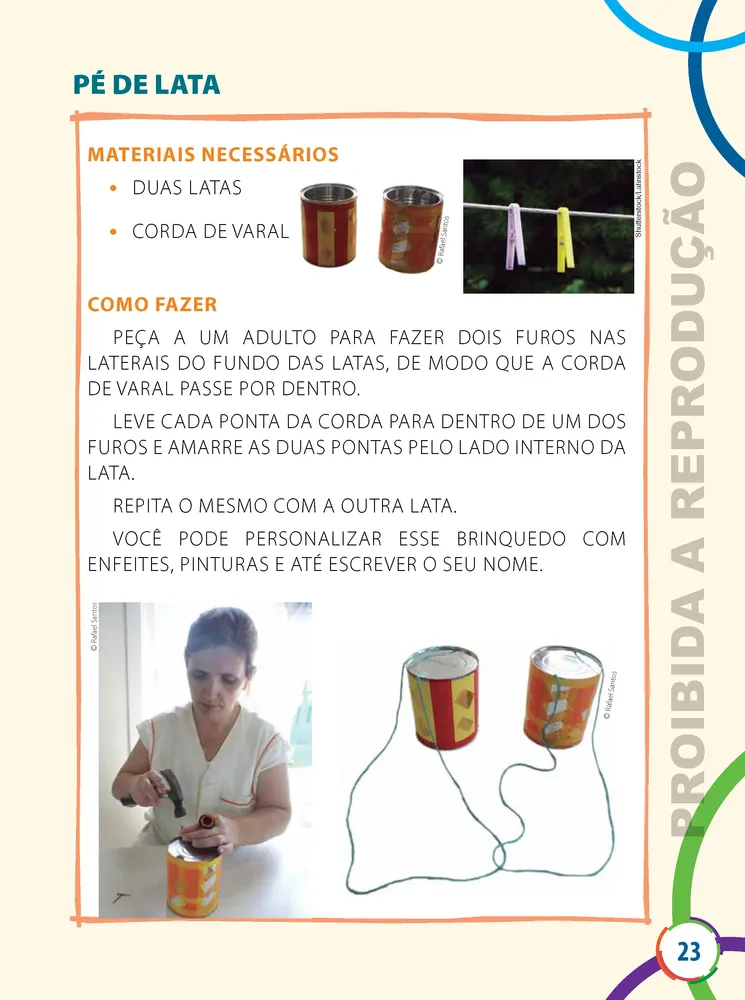 PÉ DE LATA
MATERIAIS NECESSÁRIOS
• DUAS LATAS
• CORDA DE VARAL
© Rafael Santos
Shutterstock/Latinstock
COMO FAZER
PEÇA A UM ADULTO PARA FAZER DOIS FUROS NAS
LATERAIS DO FUNDO DAS LATAS, DE MODO QUE A CORDA
DE VARAL PASSE POR DENTRO.
LEVE CADA PONTA DA CORDA PARA DENTRO DE UM DOS
FUROS E AMARRE AS DUAS PONTAS PELO LADO INTERNO DA
LATA.
REPITA O MESMO COM A OUTRA LATA.
VOCÊ PODE PERSONALIZAR ESSE BRINQUEDO COM
ENFEITES, PINTURAS E ATÉ ESCREVER O SEU NOME.
© Rafael Santos
© Rafael Santos
PROIBIDA A REPRODUÇÃO
23